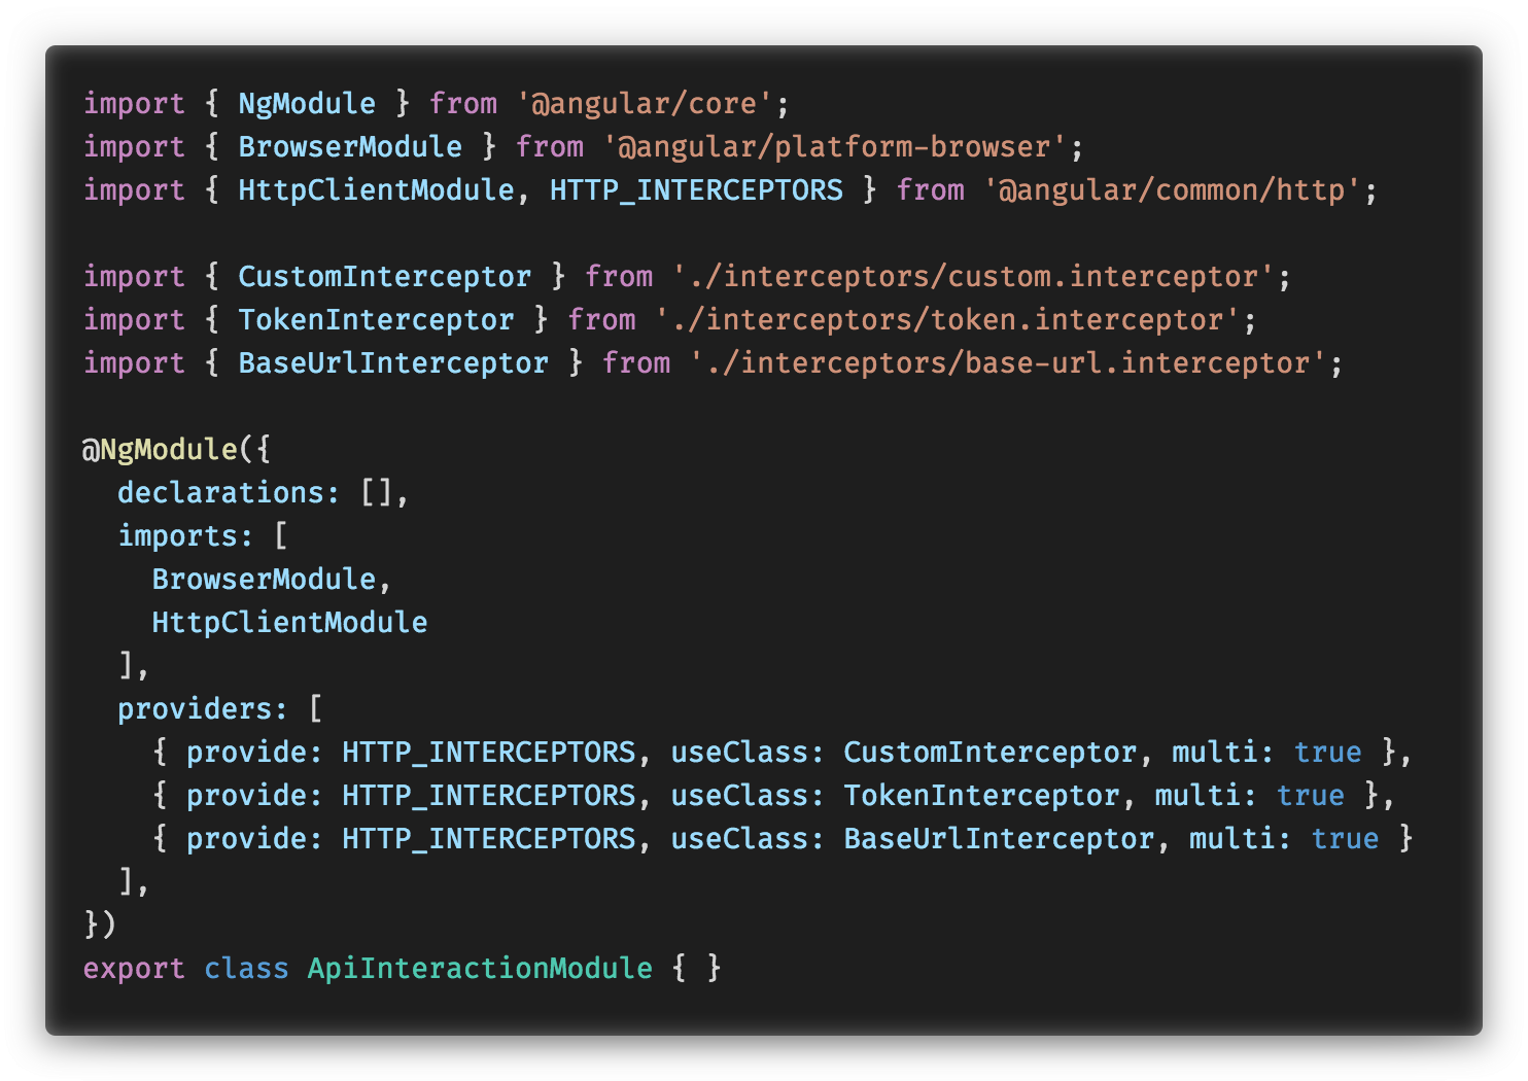 import { NgModule } from '@angular/core';
import { BrowserModule } from '@angular/platform-browser';
import { HttpClientModule, HTTP_INTERCEPTORS } from '@angular/common/http';

import { CustomInterceptor } from './interceptors/custom.interceptor';
import { TokenInterceptor } from './interceptors/token.interceptor';
import { BaseUrlInterceptor } from './interceptors/base-url.interceptor';

@NgModule({
  declarations: [],
  imports: [
    BrowserModule,
    HttpClientModule
  ],
  providers: [
    { provide: HTTP_INTERCEPTORS, useClass: CustomInterceptor, multi: true },
    { provide: HTTP_INTERCEPTORS, useClass: TokenInterceptor, multi: true },
    { provide: HTTP_INTERCEPTORS, useClass: BaseUrlInterceptor, multi: true }
  ],
})
export class ApiInteractionModule { }